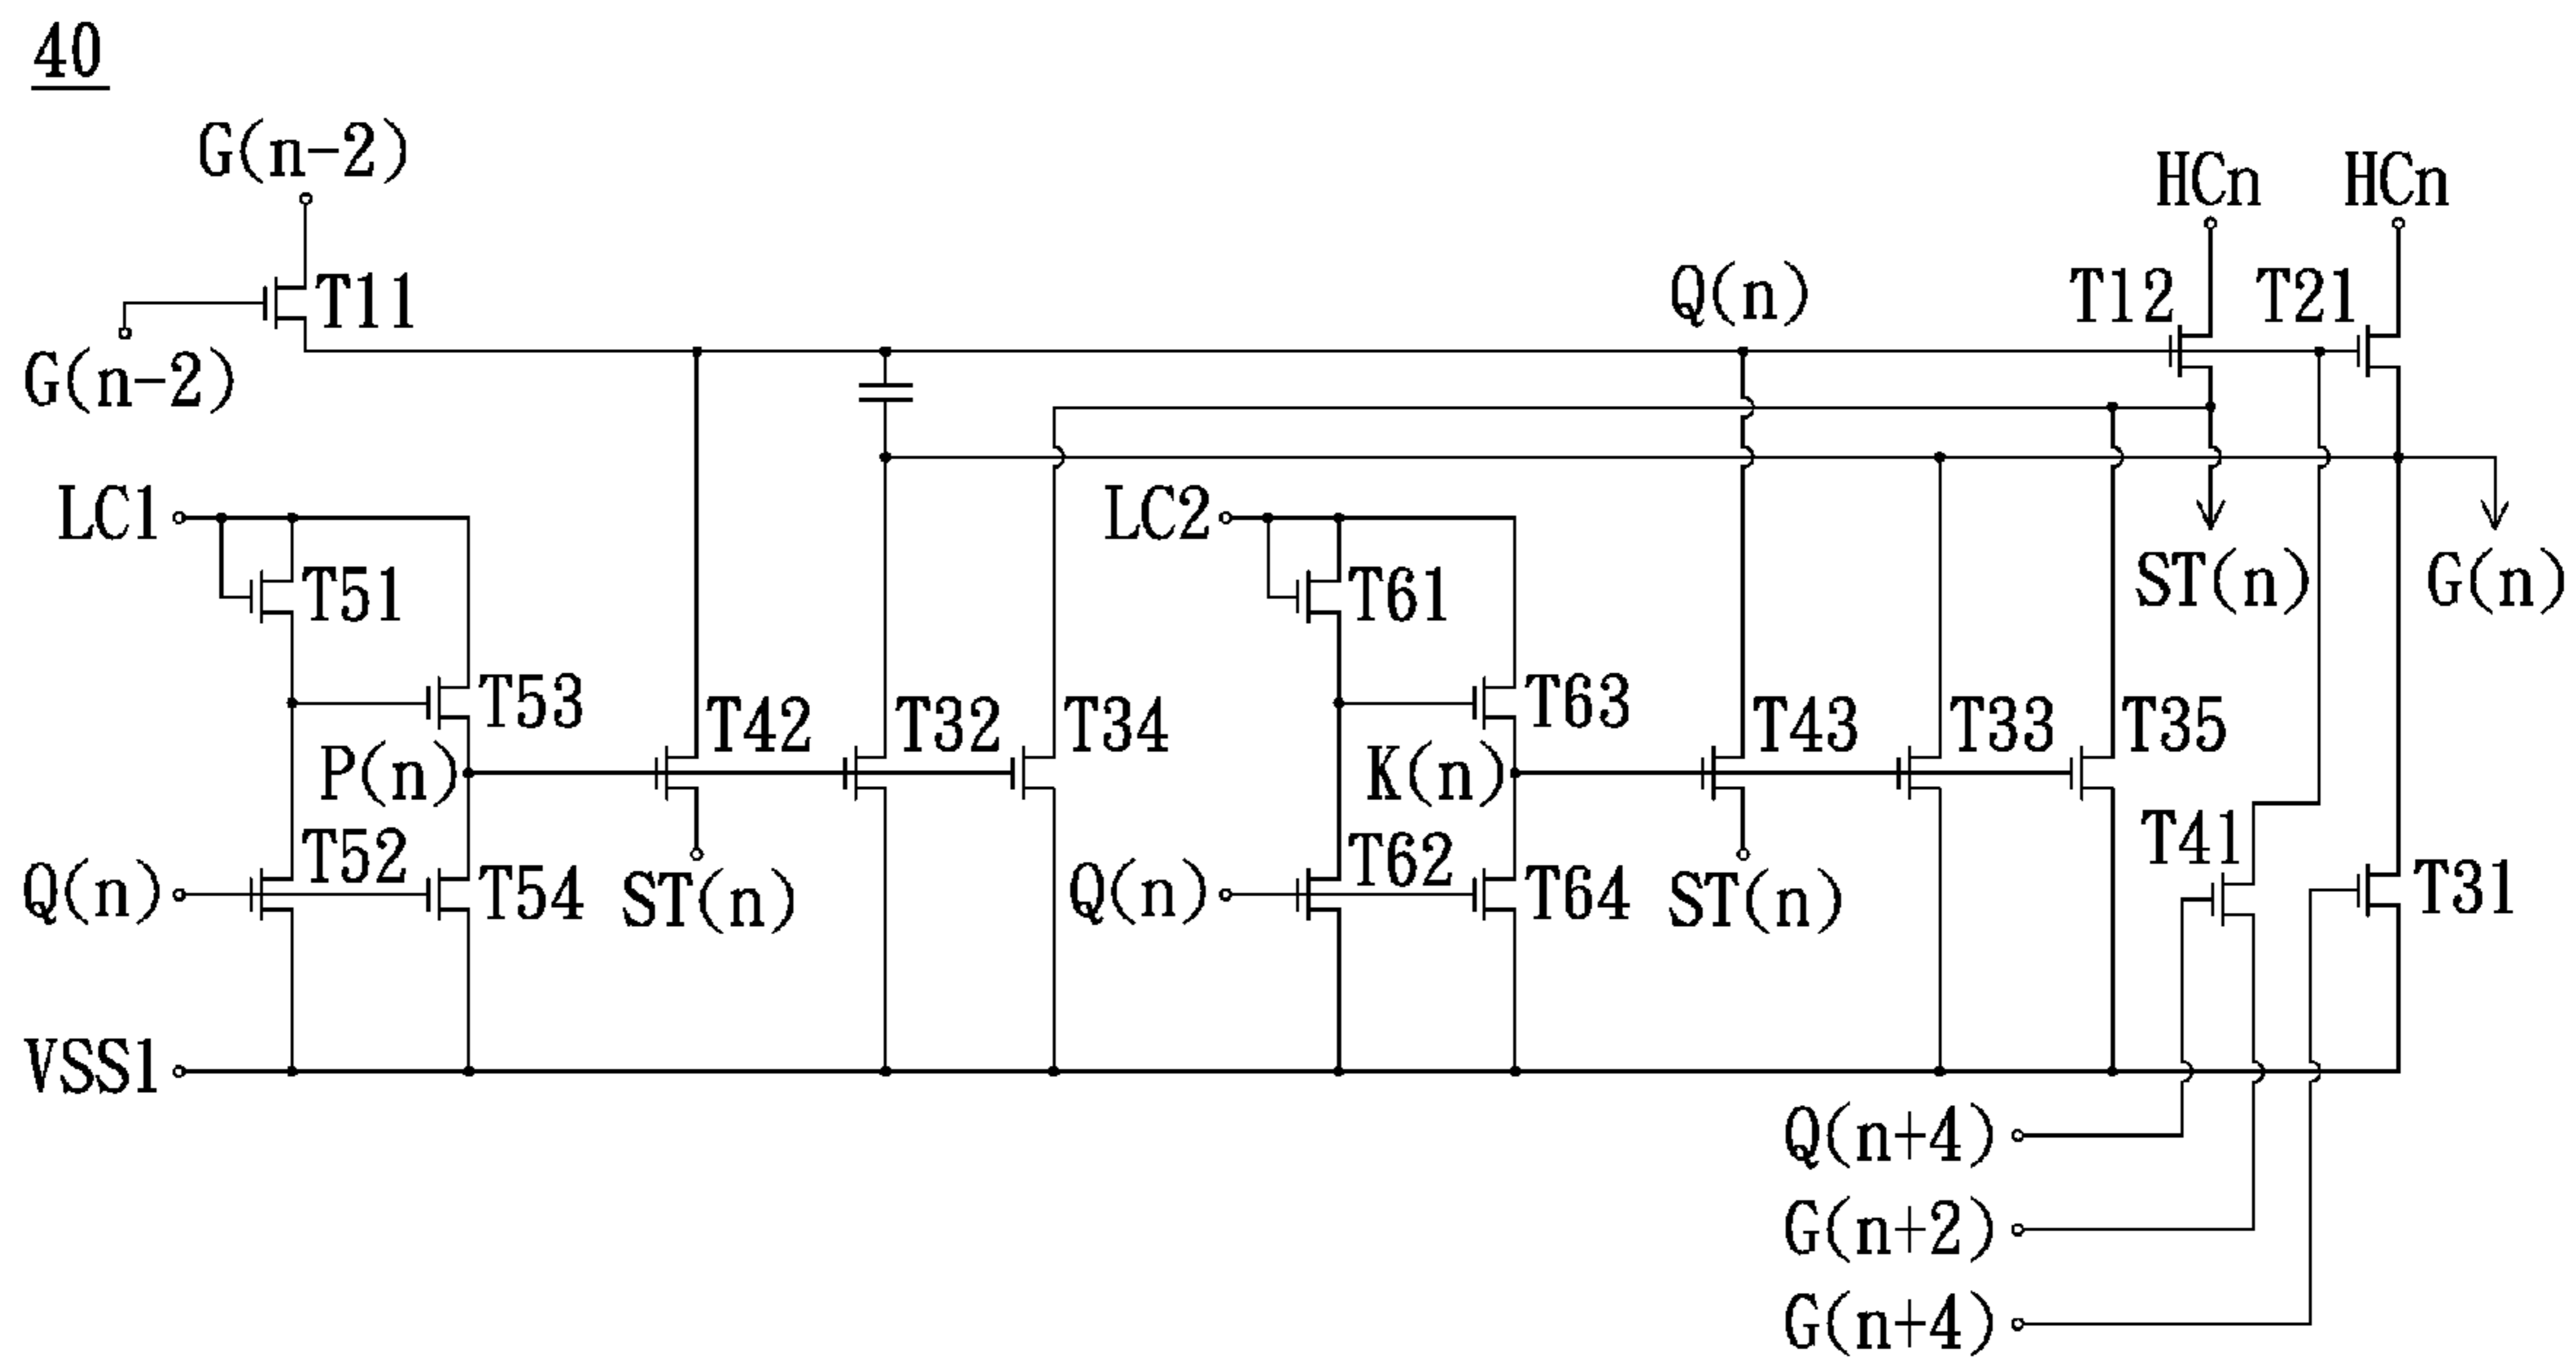 40
G(n-2)
HCn
HCn
T11
Q(n)
T12
T21
G(n-2)
LC1
LC2
T51
T61
ST(n)
G(n)
T53
T42
T32
T34
T63
T43
T33
T35
P(n)
K(n)
T52
T62
T41
Q(n)
T54
ST(n)
Q(n)
T64
ST(n)
T31
VSS1
Q(n+4)
G(n+2)
G(n+4)